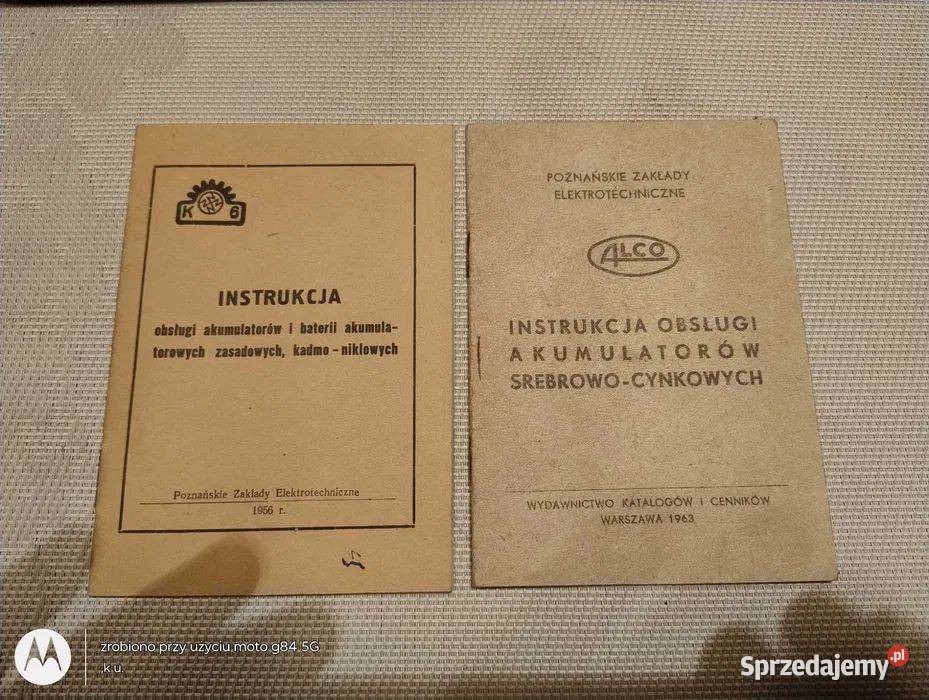 K 6
INSTRUKCJA
obsługi akumulatorów i baterii akumula-
torowych zasadowych, kadmo-niklowych
Poznańskie Zakłady Elektrotechniczne
1956 r.
POZNAŃSKIE ZAKŁADY
ELEKTROTECHNICZNE
ALCO
INSTRUKCJA OBSŁUGI
AKUMULATORÓW
SREBROWO-CYNKOWYCH
WYDAWNICTWO KATALOGÓW I CENNIKÓW
WARSZAWA 1963
zrobiono przy użyciu moto g84 5G
,k u.
Sprzedajemy.pl